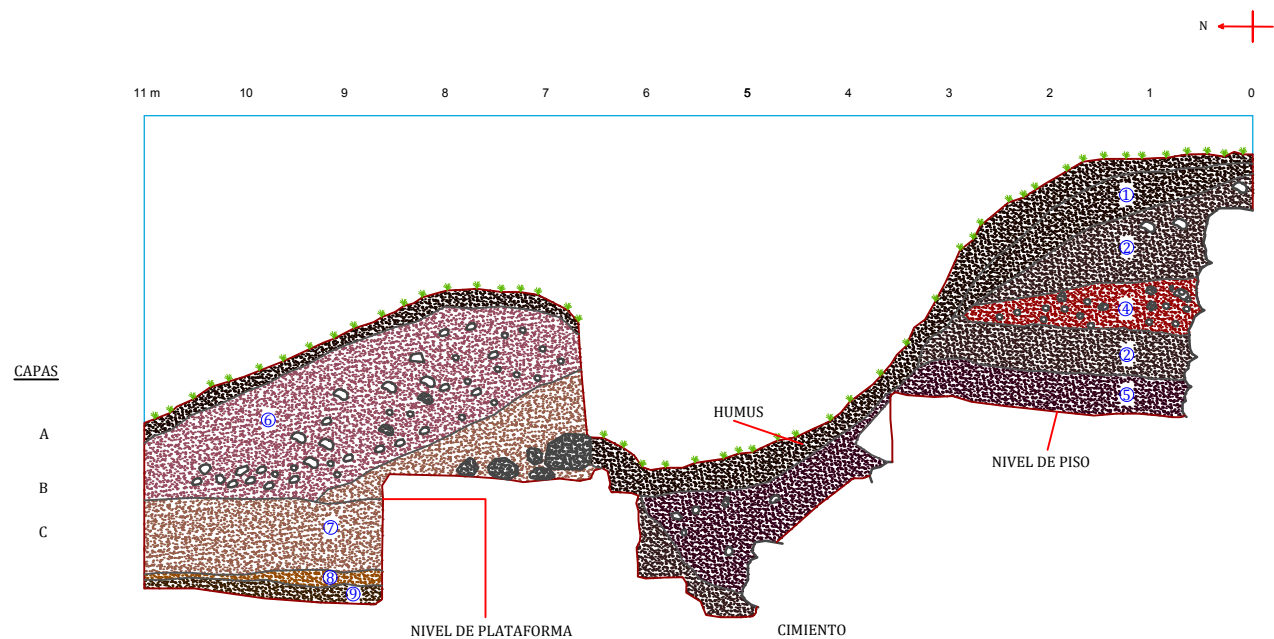 N
11 m 10 9 8 7 6 5 4 3 2 1 0
①
②
④
CAPAS
②
⑤
HUMUS
⑥
A
NIVEL DE PISO
B
⑦
C
⑧
⑨
NIVEL DE PLATAFORMA
CIMIENTO